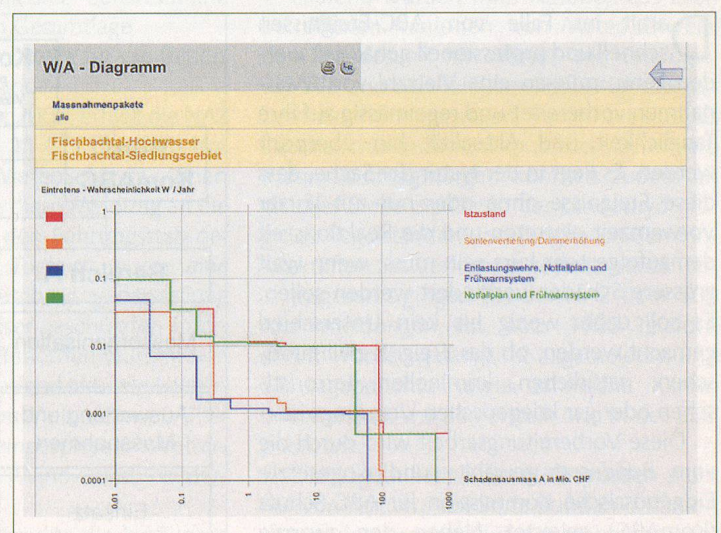 W/A - Diagramm
Massnahmenpakete
alle
Fischbachtal-Hochwasser
Fischbachtal-Siedlungsgebiet
Eintretens - Wahrscheinlichkeit W / Jahr
1
0.1
0.01
0.001
0.0001
0.01
0.1
1
10
100
1000
Istzustand
Sohlenvertiefung/Dammerhöhung
Entlastungswehre, Notfallplan und
Frühwarnsystem
Notfallplan und Frühwarnsystem
Schadensausmass A in Mio. CHF